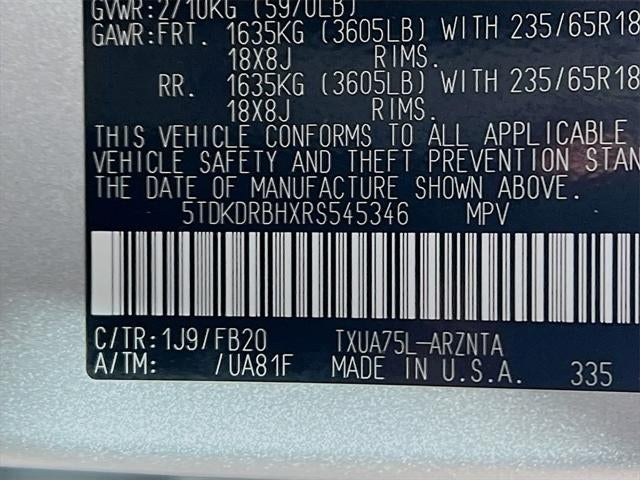 GVWR: 2710KG (5970LB)
GAWR: FRT. 1635KG (3605LB) WITH 235/65R18
18X8J RIMS.
RR. 1635KG (3605LB) WITH 235/65R18
18X8J RIMS.
THIS VEHICLE CONFORMS TO ALL APPLICABLE
VEHICLE SAFETY AND THEFT PREVENTION STAN
THE DATE OF MANUFACTURE SHOWN ABOVE.
5TDKDRBHXRS545346 MPV
C/TR: 1J9/FB20 TXUA75L-ARZNTA
A/TM: /UA81F MADE IN U.S.A. 335